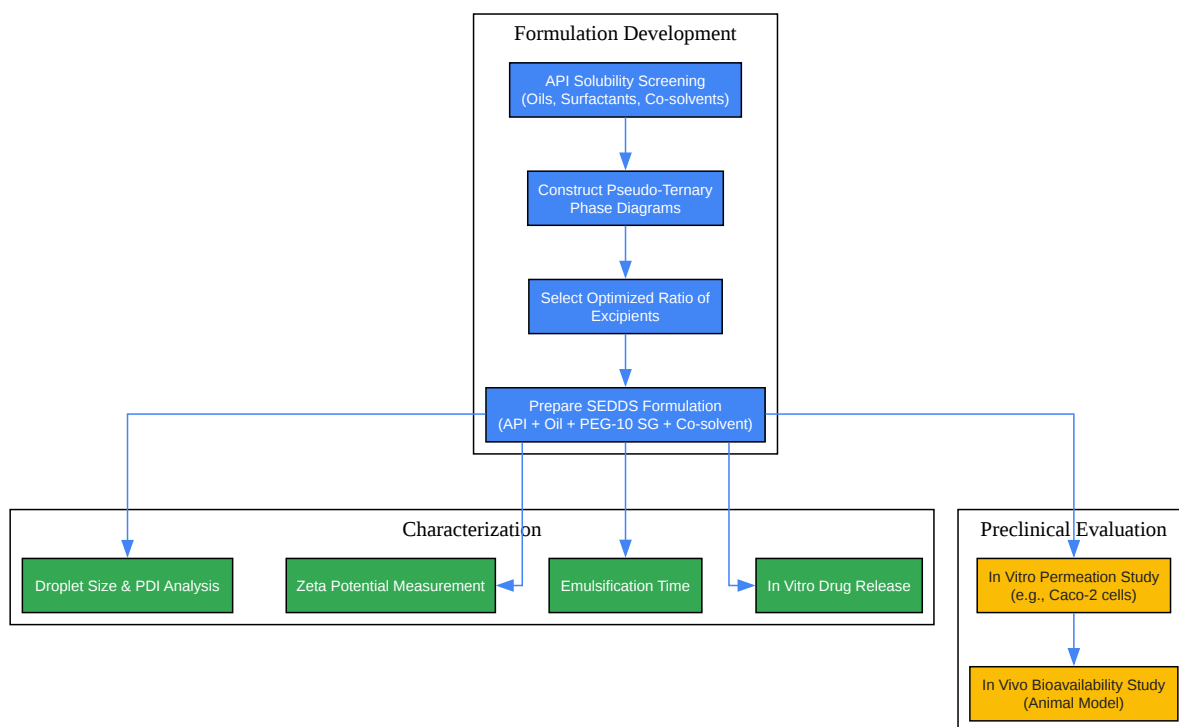 Formulation Development
API Solubility Screening
(Oils, Surfactants, Co-solvents)
Construct Pseudo-Ternary
Phase Diagrams
Select Optimized Ratio of
Excipients
Prepare SEDDS Formulation
(API + Oil + PEG-10 SG + Co-solvent)
Characterization
Droplet Size & PDI Analysis
Zeta Potential Measurement
Emulsification Time
In Vitro Drug Release
Preclinical Evaluation
In Vitro Permeation Study
(e.g., Caco-2 cells)
In Vivo Bioavailability Study
(Animal Model)